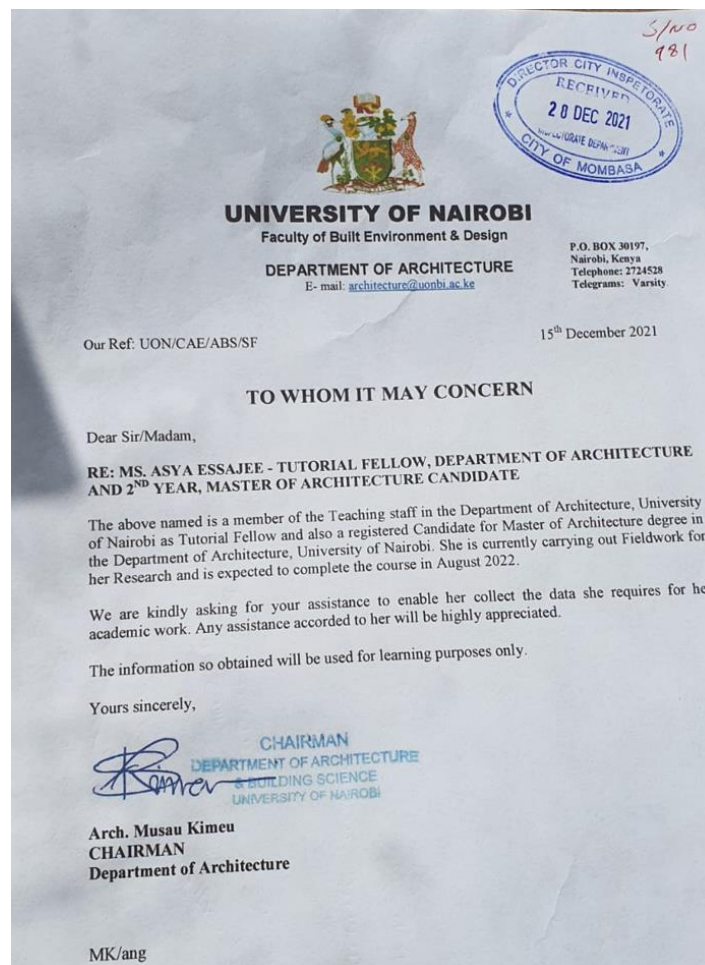 S/NO
981
DIRECTOR CITY INSPETORATE
RECEIVED
20 DEC 2021
CITY OF MOMBASA
UNIVERSITY OF NAIROBI
Faculty of Built Environment & Design
DEPARTMENT OF ARCHITECTURE
E- mail: architecture@uonbi.ac.ke
P.O. BOX 30197,
Nairobi, Kenya
Telephone: 2724528
Telegrams: Varsity
Our Ref: UON/CAE/ABS/SF
15th December 2021
TO WHOM IT MAY CONCERN
Dear Sir/Madam,
RE: MS. ASYA ESSAJEE - TUTORIAL FELLOW, DEPARTMENT OF ARCHITECTURE
AND 2ND YEAR, MASTER OF ARCHITECTURE CANDIDATE
The above named is a member of the Teaching staff in the Department of Architecture, University
of Nairobi as Tutorial Fellow and also a registered Candidate for Master of Architecture degree in
the Department of Architecture, University of Nairobi. She is currently carrying out Fieldwork for
her Research and is expected to complete the course in August 2022.
We are kindly asking for your assistance to enable her collect the data she requires for he
academic work. Any assistance accorded to her will be highly appreciated.
The information so obtained will be used for learning purposes only.
Yours sincerely,
CHAIRMAN
DEPARTMENT OF ARCHITECTURE
& BUILDING SCIENCE
UNIVERSITY OF NAIROBI
Arch. Musau Kimeu
CHAIRMAN
Department of Architecture
MK/ang